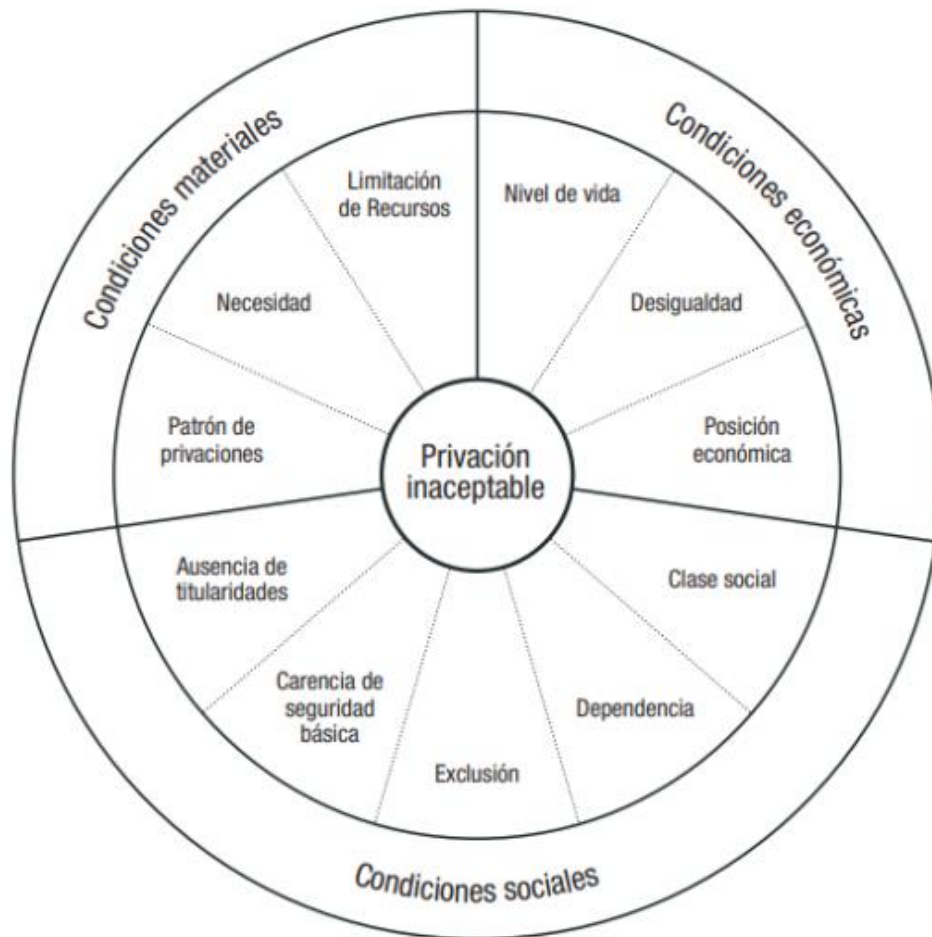 Condiciones materiales
Condiciones económicas
Limitación
de Recursos
Nivel de vida
Necesidad
Desigualdad
Patrón de
privaciones
Posición
económica
Privación
inaceptable
Ausencia de
titularidades
Clase social
Carencia de
seguridad
básica
Dependencia
Exclusión
Condiciones sociales